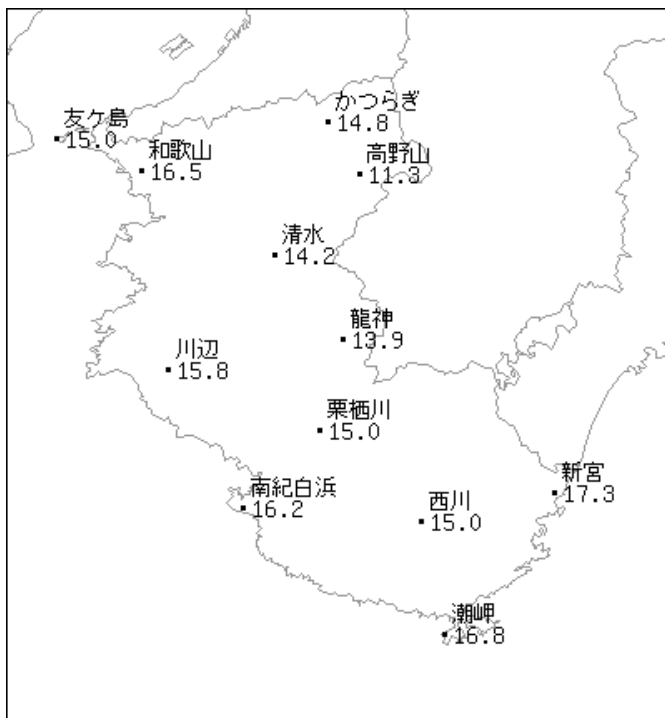 かつらぎ
14.8
友ケ島
15.0
和歌山
16.5
高野山
11.3
清水
14.2
龍神
13.9
川辺
15.8
栗栖川
15.0
南紀白浜
16.2
西川
15.0
新宮
17.3
潮岬
16.8